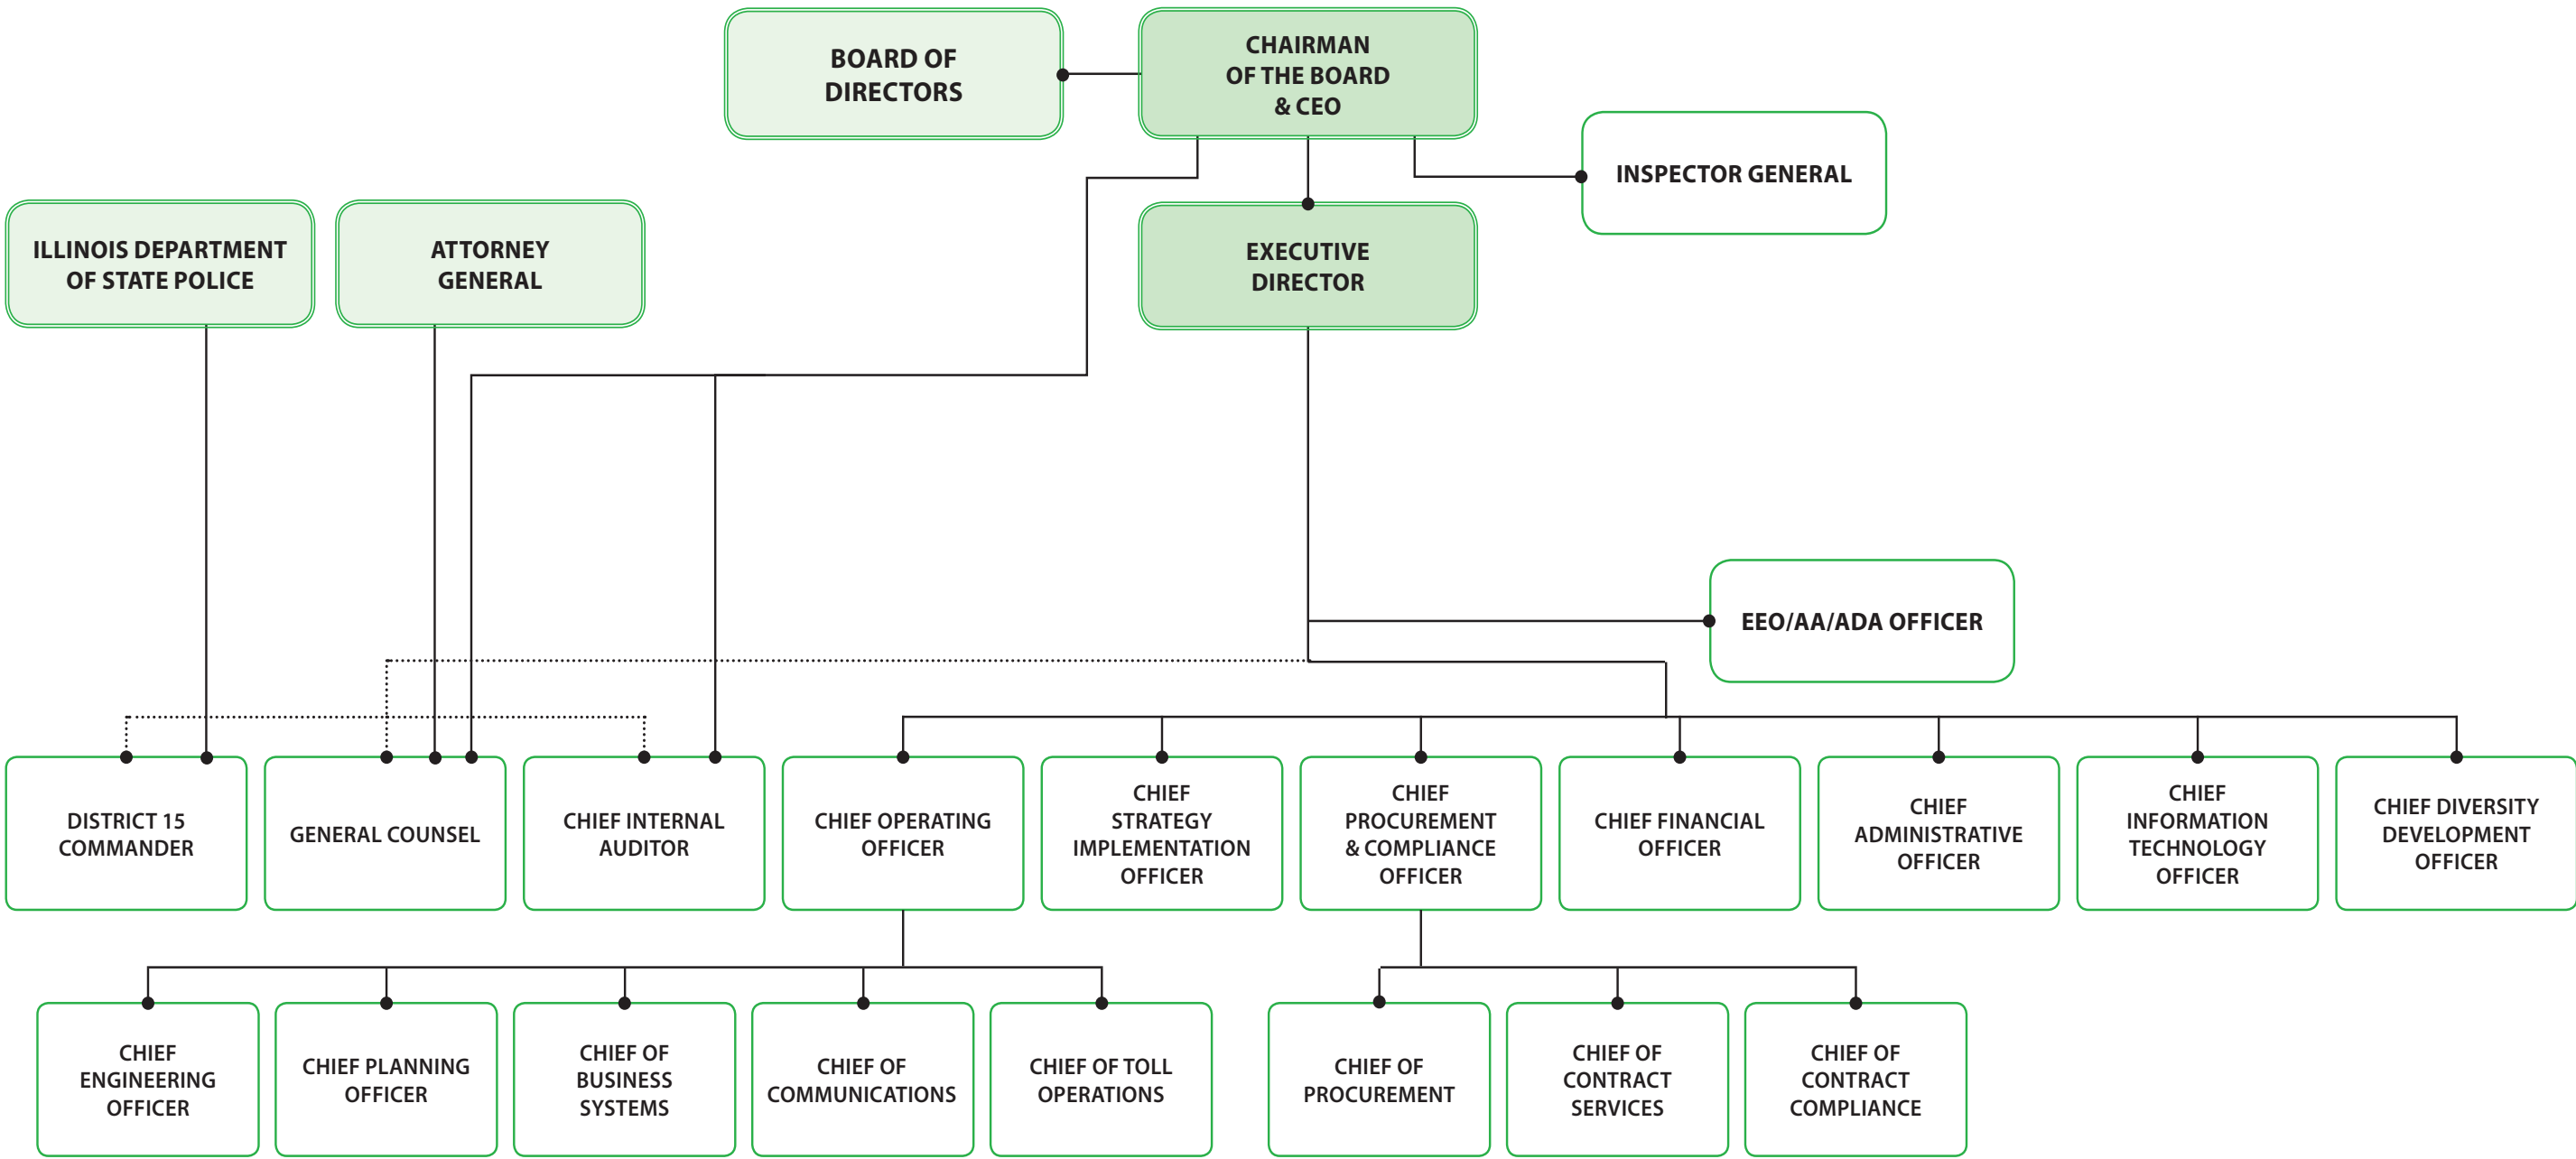 BOARD OF
DIRECTORS
CHAIRMAN
OF THE BOARD
& CEO
INSPECTOR GENERAL
ILLINOIS DEPARTMENT
OF STATE POLICE
ATTORNEY
GENERAL
EXECUTIVE
DIRECTOR
EEO/AA/ADA OFFICER
DISTRICT 15
COMMANDER
GENERAL COUNSEL
CHIEF INTERNAL
AUDITOR
CHIEF OPERATING
OFFICER
CHIEF
STRATEGY
IMPLEMENTATION
OFFICER
CHIEF
PROCUREMENT
& COMPLIANCE
OFFICER
CHIEF FINANCIAL
OFFICER
CHIEF
ADMINISTRATIVE
OFFICER
CHIEF
INFORMATION
TECHNOLOGY
OFFICER
CHIEF DIVERSITY
DEVELOPMENT
OFFICER
CHIEF
ENGINEERING
OFFICER
CHIEF PLANNING
OFFICER
CHIEF OF
BUSINESS
SYSTEMS
CHIEF OF
COMMUNICATIONS
CHIEF OF TOLL
OPERATIONS
CHIEF OF
PROCUREMENT
CHIEF OF
CONTRACT
SERVICES
CHIEF OF
CONTRACT
COMPLIANCE